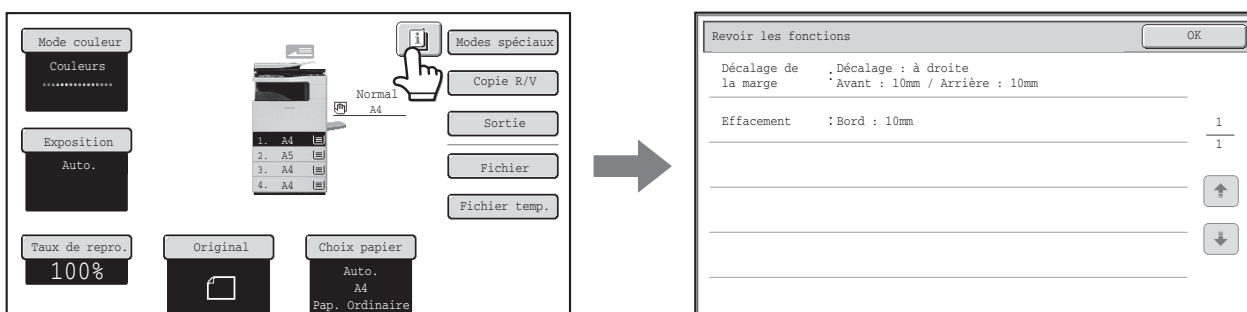 Mode couleur
Couleurs
Exposition
Auto.
Normal
A4
1. A4
2. A5
3. A4
4. A4
Modes spéciaux
Copie R/V
Sortie
Fichier
Fichier temp.
Taux de repro.
100%
Original
Choix papier
Auto.
A4
Pap. Ordinaire
Revoir les fonctions
OK
Décalage de la marge
: Décalage : à droite
Avant : 10mm / Arrière : 10mm
Effacement : Bord : 10mm
1
1